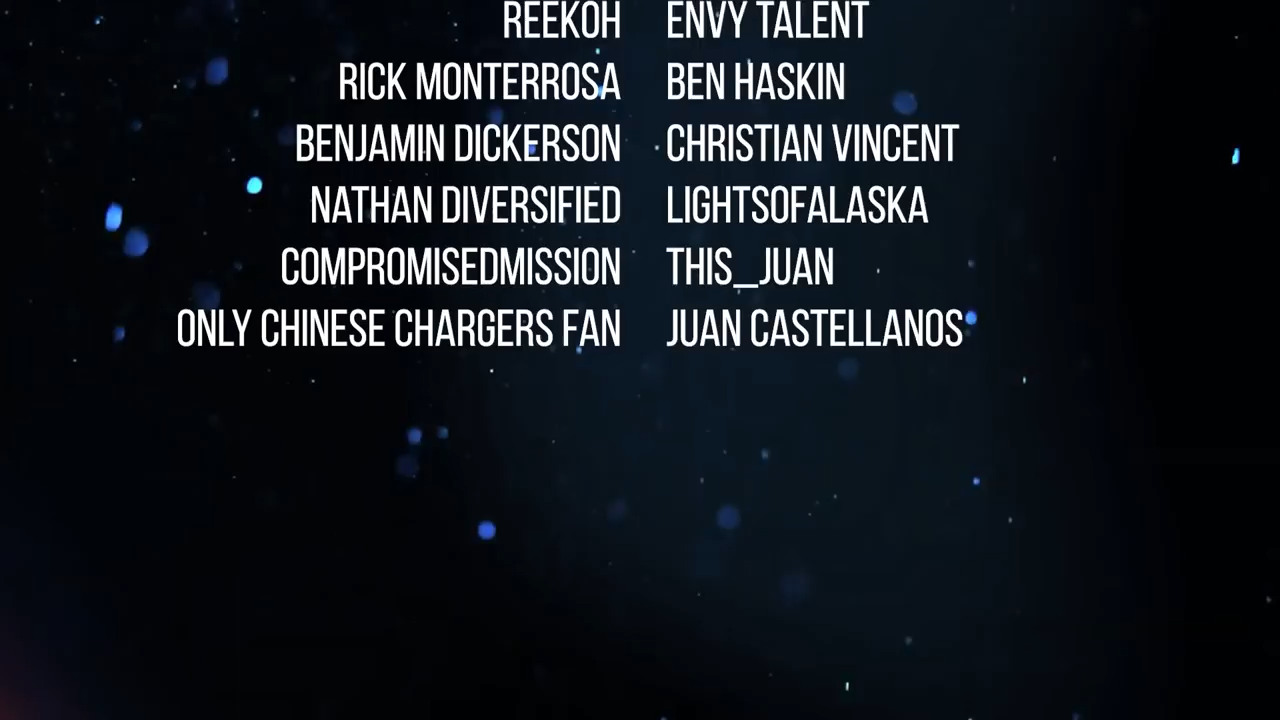 REEKOH ENVY TALENT
RICK MONTERROSA BEN HASKIN
BENJAMIN DICKERSON CHRISTIAN VINCENT
NATHAN DIVERSIFIED LIGHTSOFALASKA
COMPROMISEDMISSION THIS_JUAN
ONLY CHINESE CHARGERS FAN JUAN CASTELLANOS